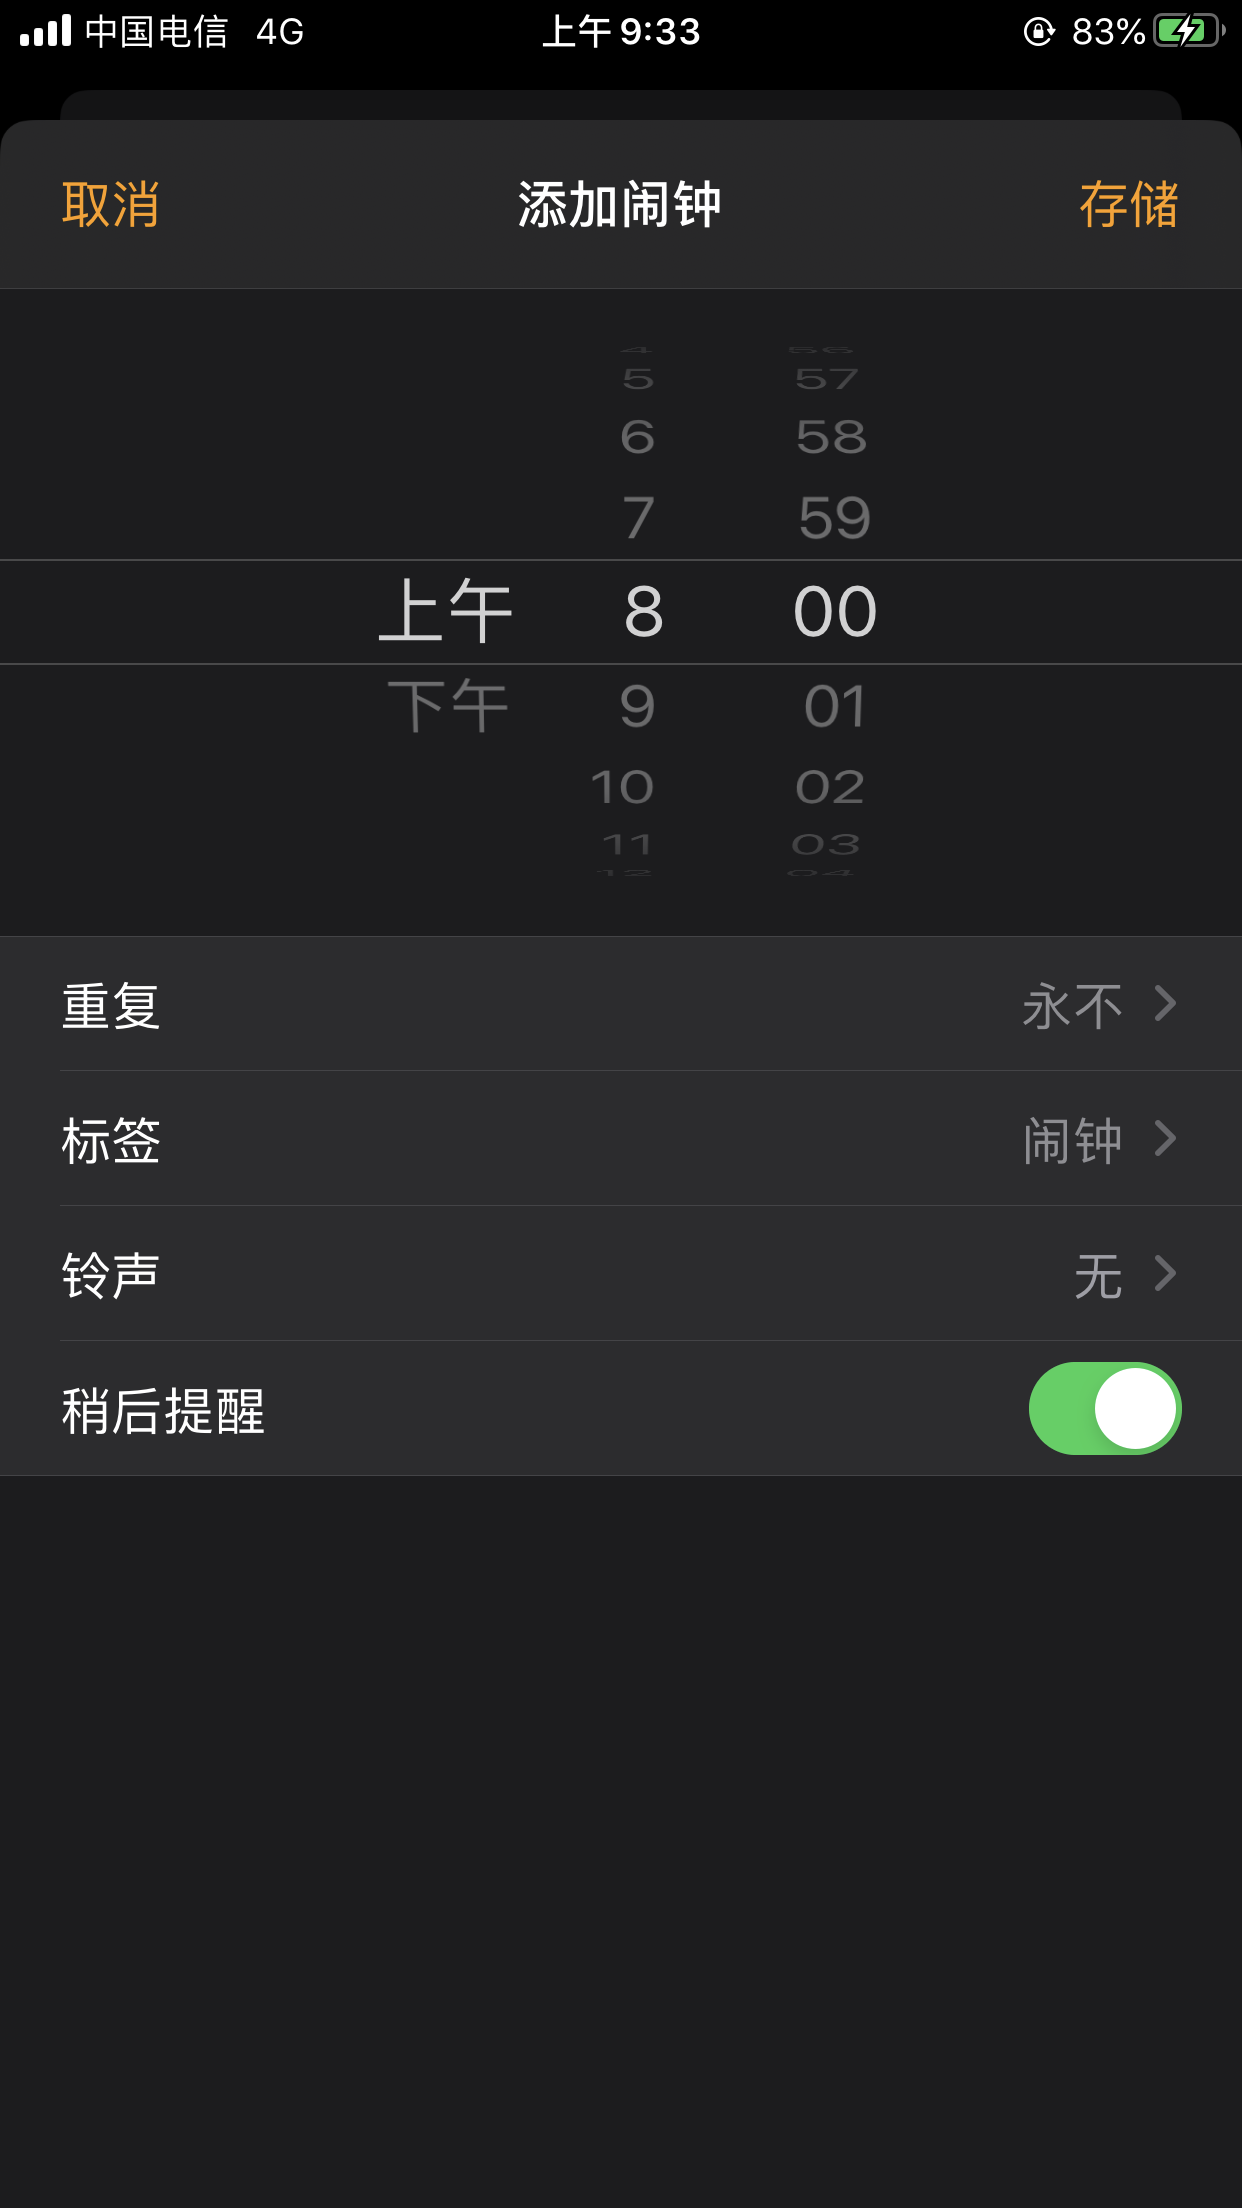 中国电信 4G 上午 9:33 83%
取消 添加闹钟 存储
4 56
5 57
6 58
7 59
上午 8 00
下午 9 01
10 02
11 03
12 04
重复 永不
标签 闹钟
铃声 无
稍后提醒